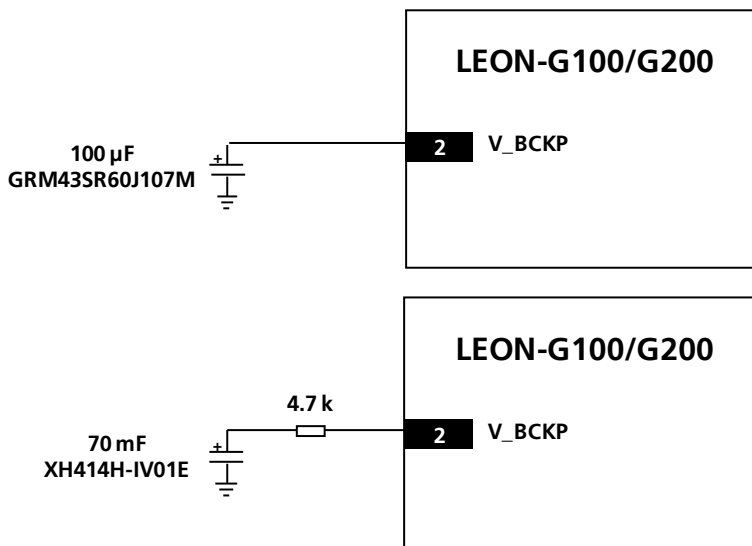 LEON-G100/G200
100 µF
GRM43SR60J107M
+
2
V_BCKP
LEON-G100/G200
4.7 k
70 mF
XH414H-IV01E
+
2
V_BCKP